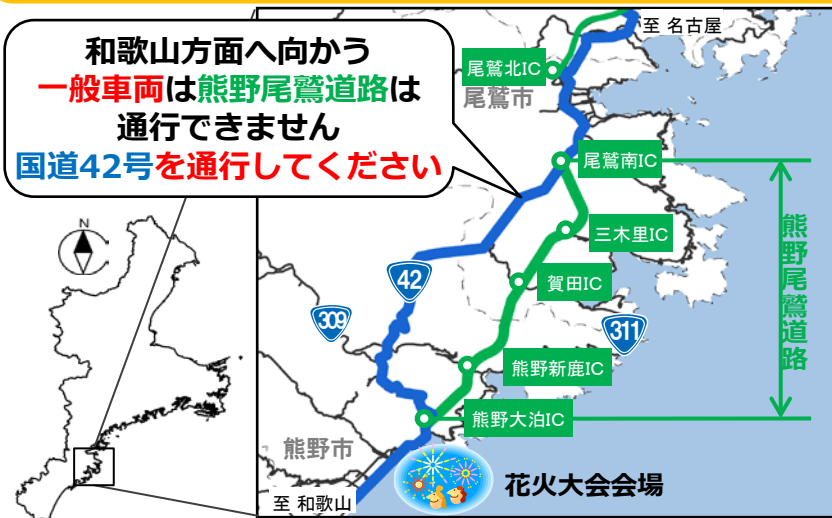 和歌山方面へ向かう
一般車両は熊野尾鷲道路は
通行できません
国道42号を通行してください
至 名古屋
尾鷲北IC
尾鷲市
尾鷲南IC
三木里IC
熊野尾鷲道路
N
42
賀田IC
309
311
熊野新鹿IC
熊野大泊IC
熊野市
花火大会会場
至 和歌山